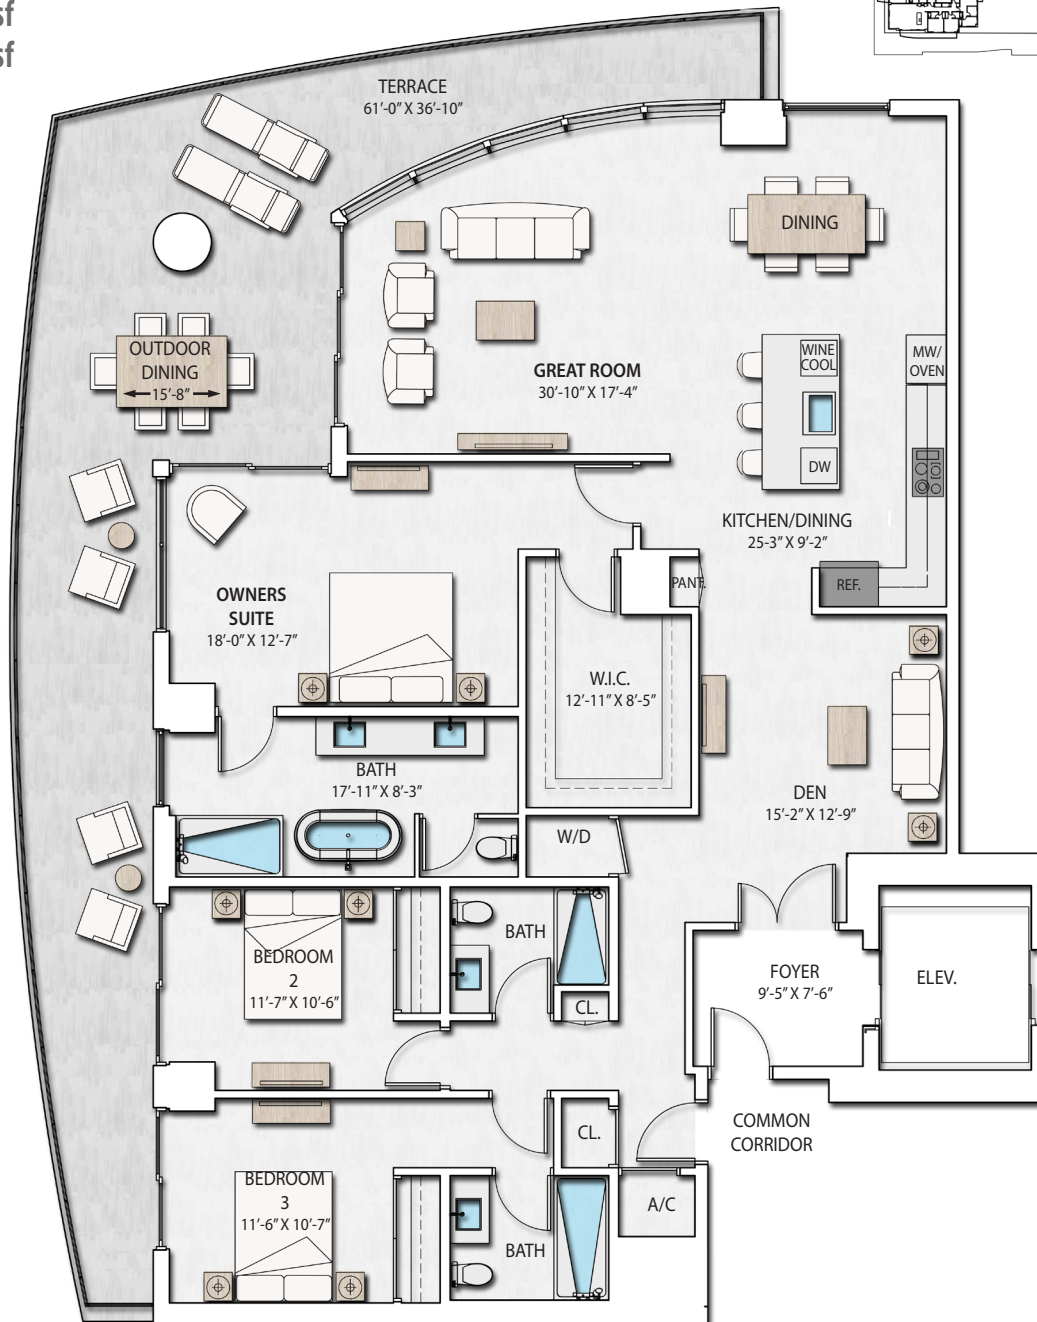 sf
sf
TERRACE
61'-0" X 36'-10"
DINING
OUTDOOR
DINING
15'-8"
WINE
COOL
MW/
OVEN
GREAT ROOM
30'-10" X 17'-4"
DW
KITCHEN/DINING
25-3" X 9'-2"
PANT.
REF.
OWNERS
SUITE
18'-0" X 12'-7"
W.I.C.
12'-11" X 8'-5"
BATH
17'-11" X 8'-3"
DEN
15'-2" X 12'-9"
W/D
BATH
BEDROOM
2
11'-7" X 10'-6"
CL.
FOYER
9'-5" X 7'-6"
ELEV.
COMMON
CORRIDOR
CL.
BEDROOM
3
11'-6" X 10'-7"
A/C
BATH